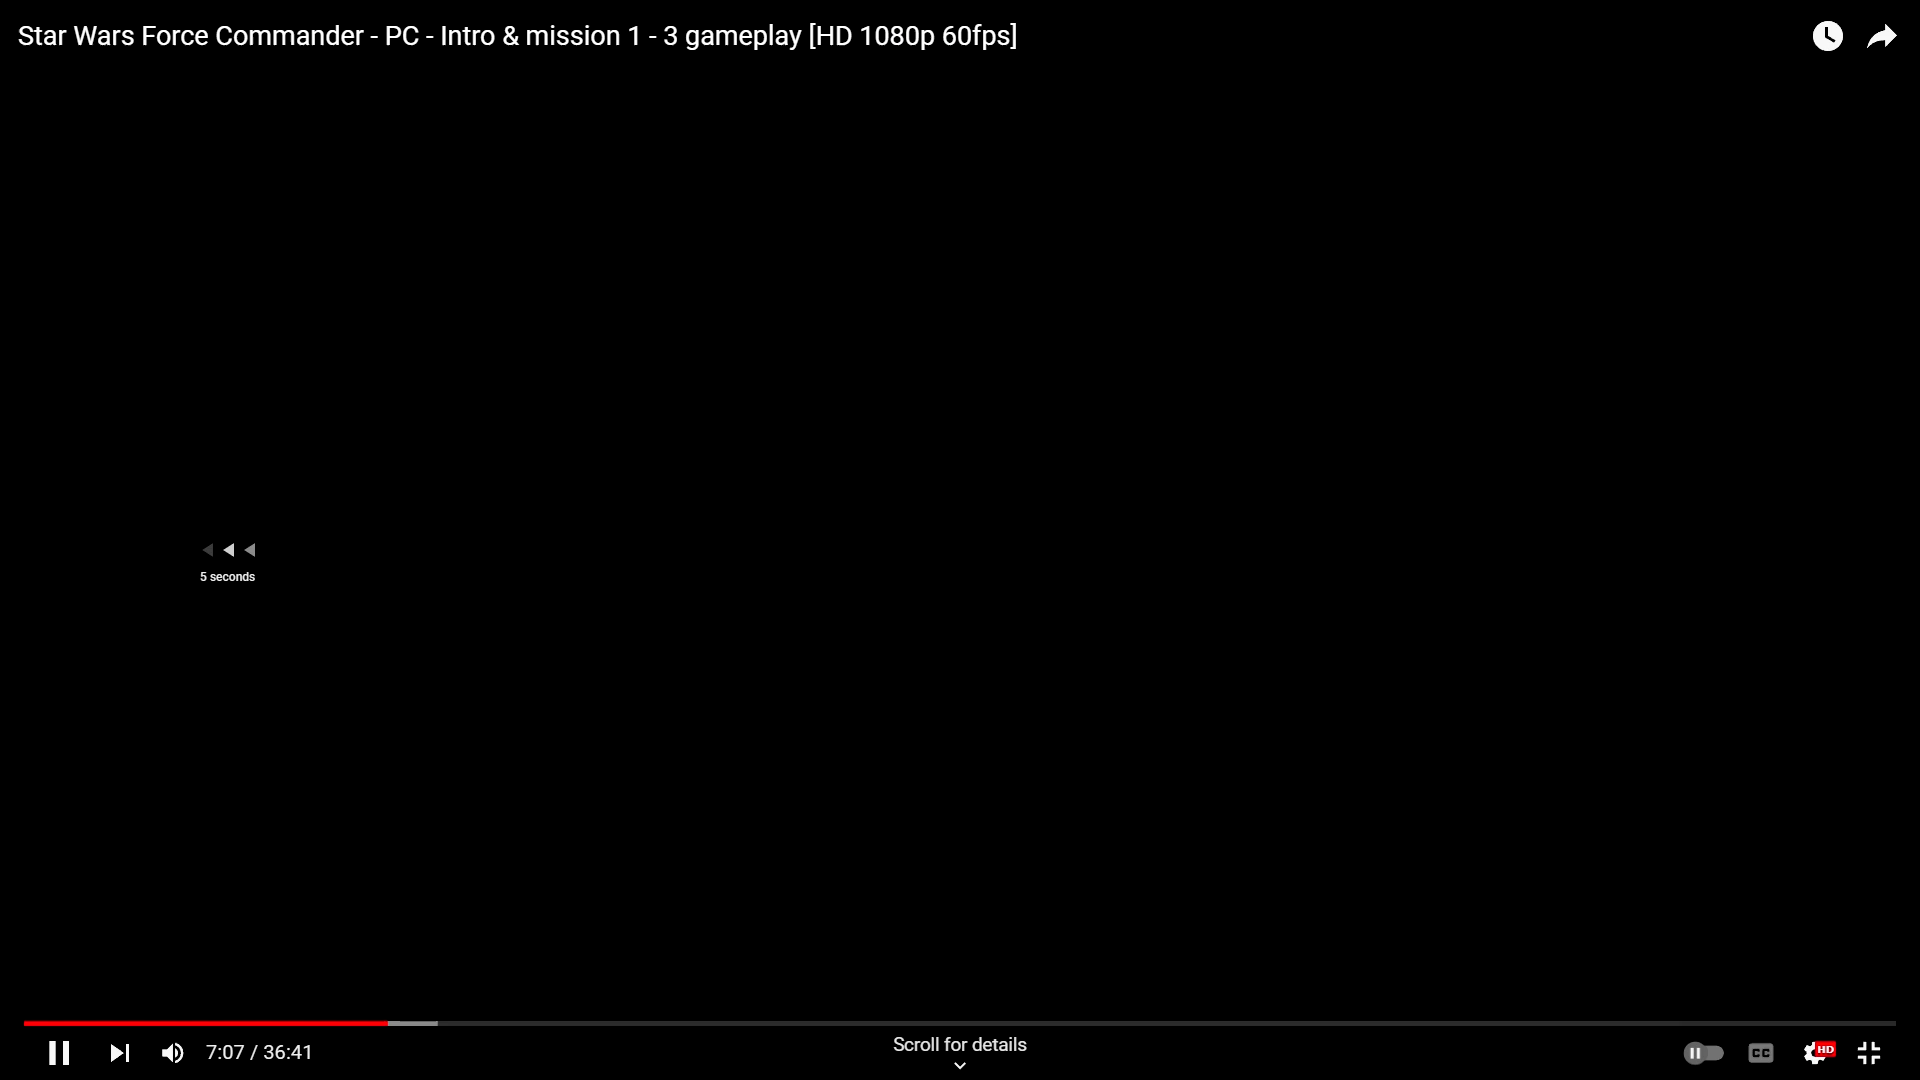 Star Wars Force Commander - PC - Intro & mission 1 - 3 gameplay [HD 1080p 60fps]
5 seconds
Scroll for details
7:07 / 36:41
CC
HD